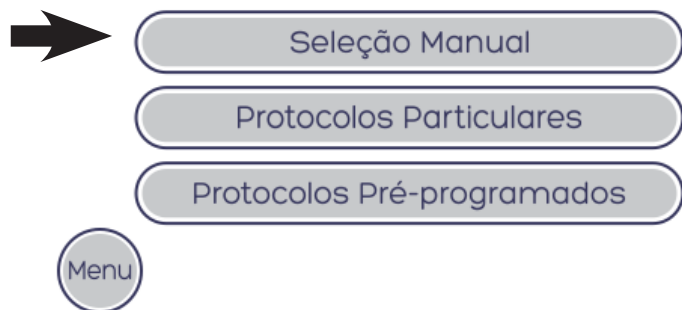 Seleção Manual
Protocolos Particulares
Protocolos Pré-programados
Menu